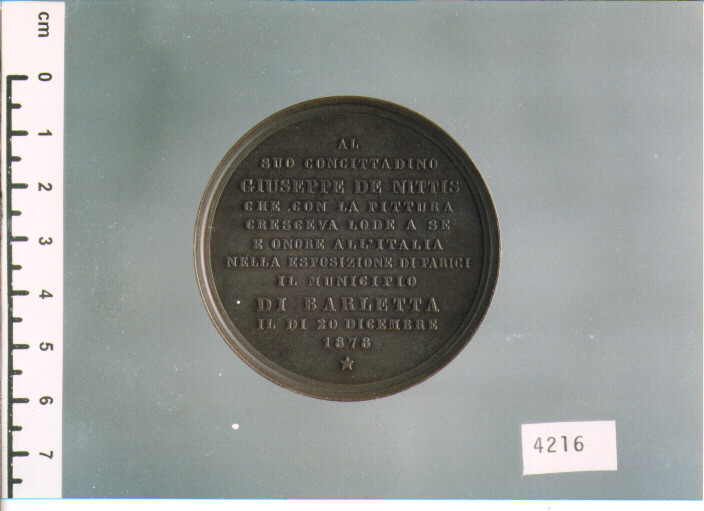 AL
SUO CONCITTADINO
GIUSEPPE DE NITTIS
CHE CON LA PITTURA
CRESCEVA LODE A SE
E ONORE ALL'ITALIA
NELLA ESPOSIZIONE DI PARIGI
IL MUNICIPIO
DI BARLETTA
IL DI 20 DICEMBRE
1878
cm
0
1
2
3
4
5
6
7
4216